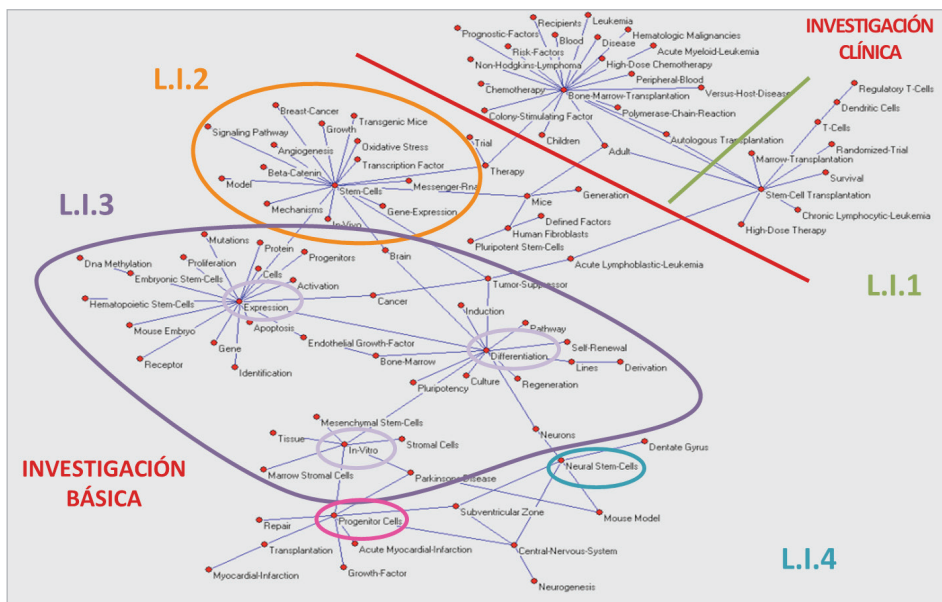 Recipients
Leukemia
Prognostic-Factors
Blood
Hematologic Malignancies
INVESTIGACIÓN
CLÍNICA
Risk-Factors
Disease
Acute Myeloid-Leukemia
Non-Hodgkins-Lymphoma
High-Dose Chemotherapy
Peripheral-Blood
L.I.2
Chemotherapy
Bone-Marrow-Transplantation
Versus-Host-Disease
Regulatory T-Cells
Dendritic Cells
Breast-Cancer
Colony-Stimulating Factor
Polymerase-Chain-Reaction
Growth
Transgenic Mice
T-Cells
Signaling Pathway
Trial
Children
Autologous Transplantation
Angiogenesis
Oxidative Stress
Adult
Randomized-Trial
Transcription Factor
Marrow-Transplantation
Beta-Catenin
Therapy
Survival
Model
Stem-Cells
Messenger-Rna
Generation
Stem-Cell Transplantation
L.I.3
Mechanisms
Gene-Expression
Mice
Chronic Lymphocytic-Leukemia
In-Vivo
Defined Factors
High-Dose Therapy
Human Fibroblasts
Mutations
Pluripotent Stem-Cells
Protein
Progenitors
Brain
Dna Methylation
Proliferation
Cells
Acute Lymphoblastic-Leukemia
Embryonic Stem-Cells
Activation
Tumor-Suppressor
L.I.1
Hematopoietic Stem-Cells
Expression
Cancer
Induction
Mouse Embryo
Apoptosis
Pathway
Endothelial Growth-Factor
Self-Renewal
Gene
Bone-Marrow
Differentiation
Receptor
Identification
Lines
Derivation
Pluripotency
Culture
Regeneration
Mesenchymal Stem-Cells
Neurons
Tissue
In-Vitro
Stromal Cells
Dentate Gyrus
INVESTIGACIÓN
BÁSICA
Marrow Stromal Cells
Parkinsons-Disease
Neural Stem-Cells
Repair
Progenitor Cells
Subventricular Zone
Mouse Model
Transplantation
Acute Myocardial-Infarction
Central-Nervous-System
L.I.4
Myocardial-Infarction
Growth-Factor
Neurogenesis